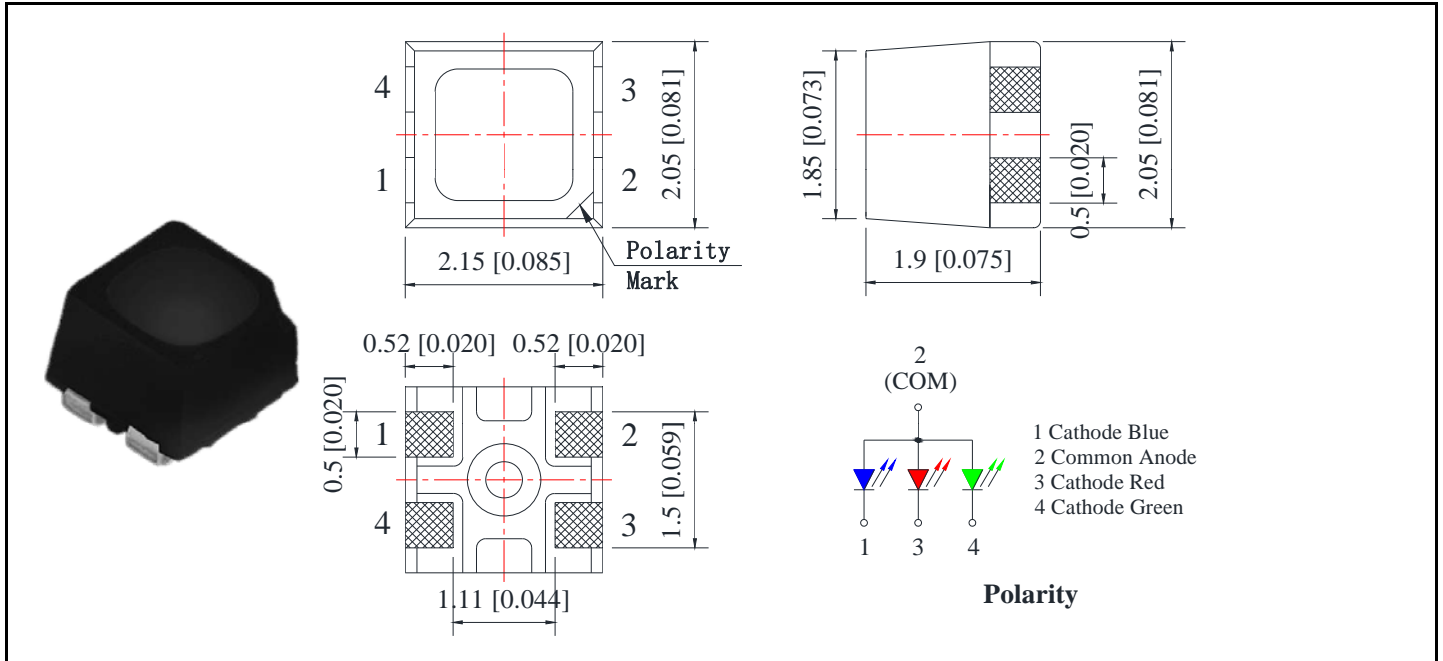 4
3
1
2
2.05 [0.081]
2.15 [0.085]
Polarity
Mark
1.85 [0.073]
0.5 [0.020]
2.05 [0.081]
1.9 [0.075]
0.52 [0.020]
0.52 [0.020]
0.5 [0.020]
1
2
4
3
1.5 [0.059]
1.11 [0.044]
2
(COM)
1 Cathode Blue
2 Common Anode
3 Cathode Red
4 Cathode Green
1 3 4
Polarity